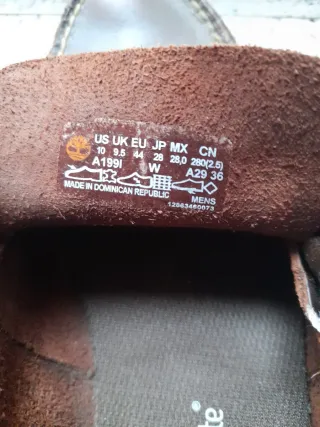 US UK EU JP MX CN
10 9.5 44 28 28,0 280(2.5)
A199I W A29 36
MADE IN DOMINICAN REPUBLIC MENS